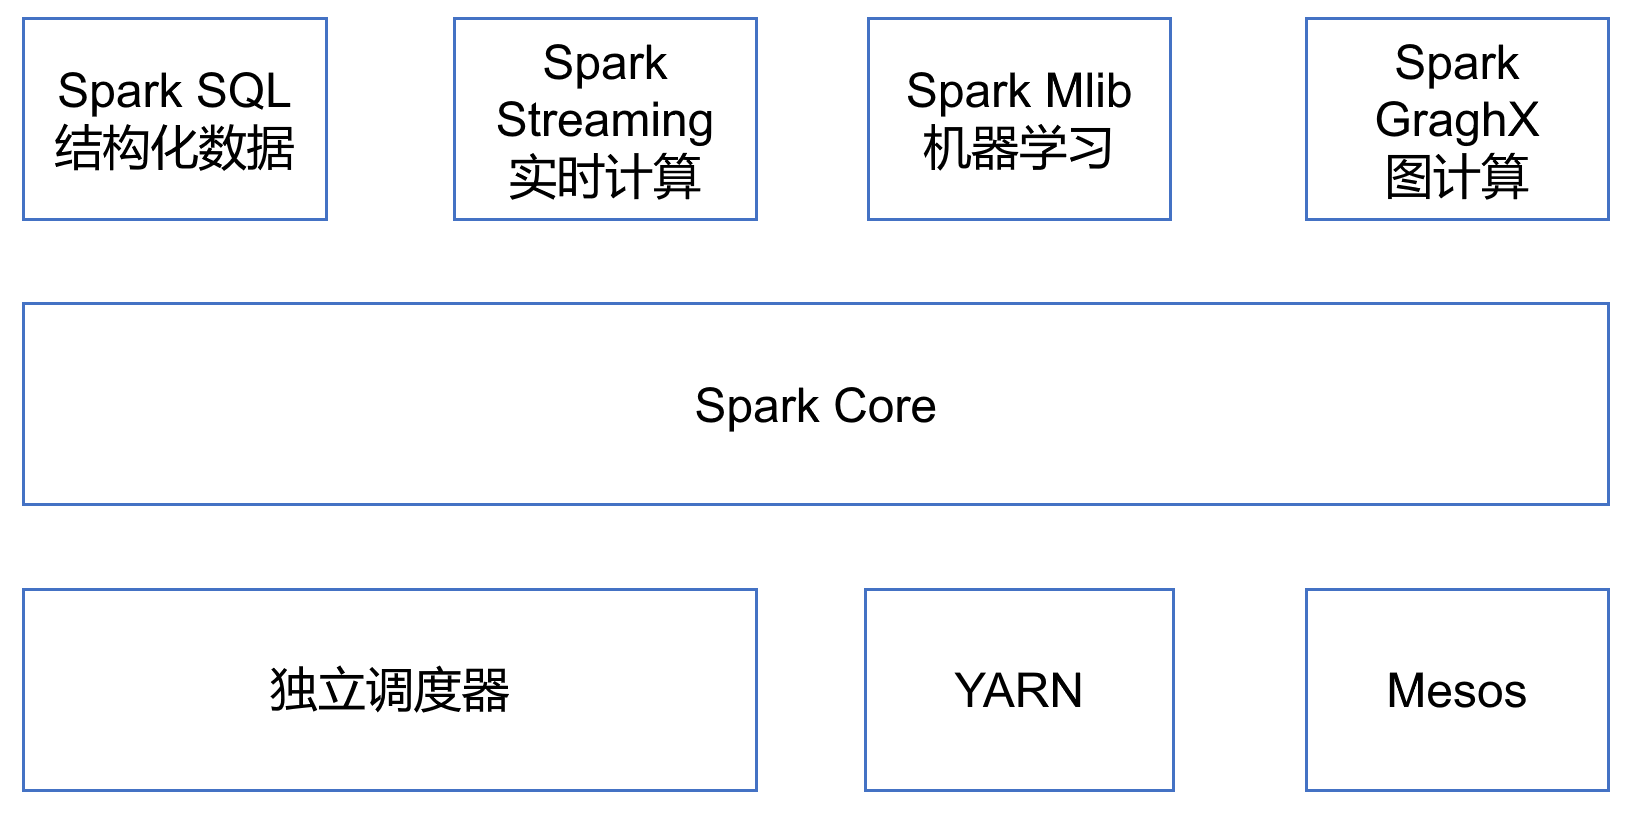 Spark SQL
结构化数据
Spark
Streaming
实时计算
Spark Mlib
机器学习
Spark
GraghX
图计算
Spark Core
独立调度器
YARN
Mesos